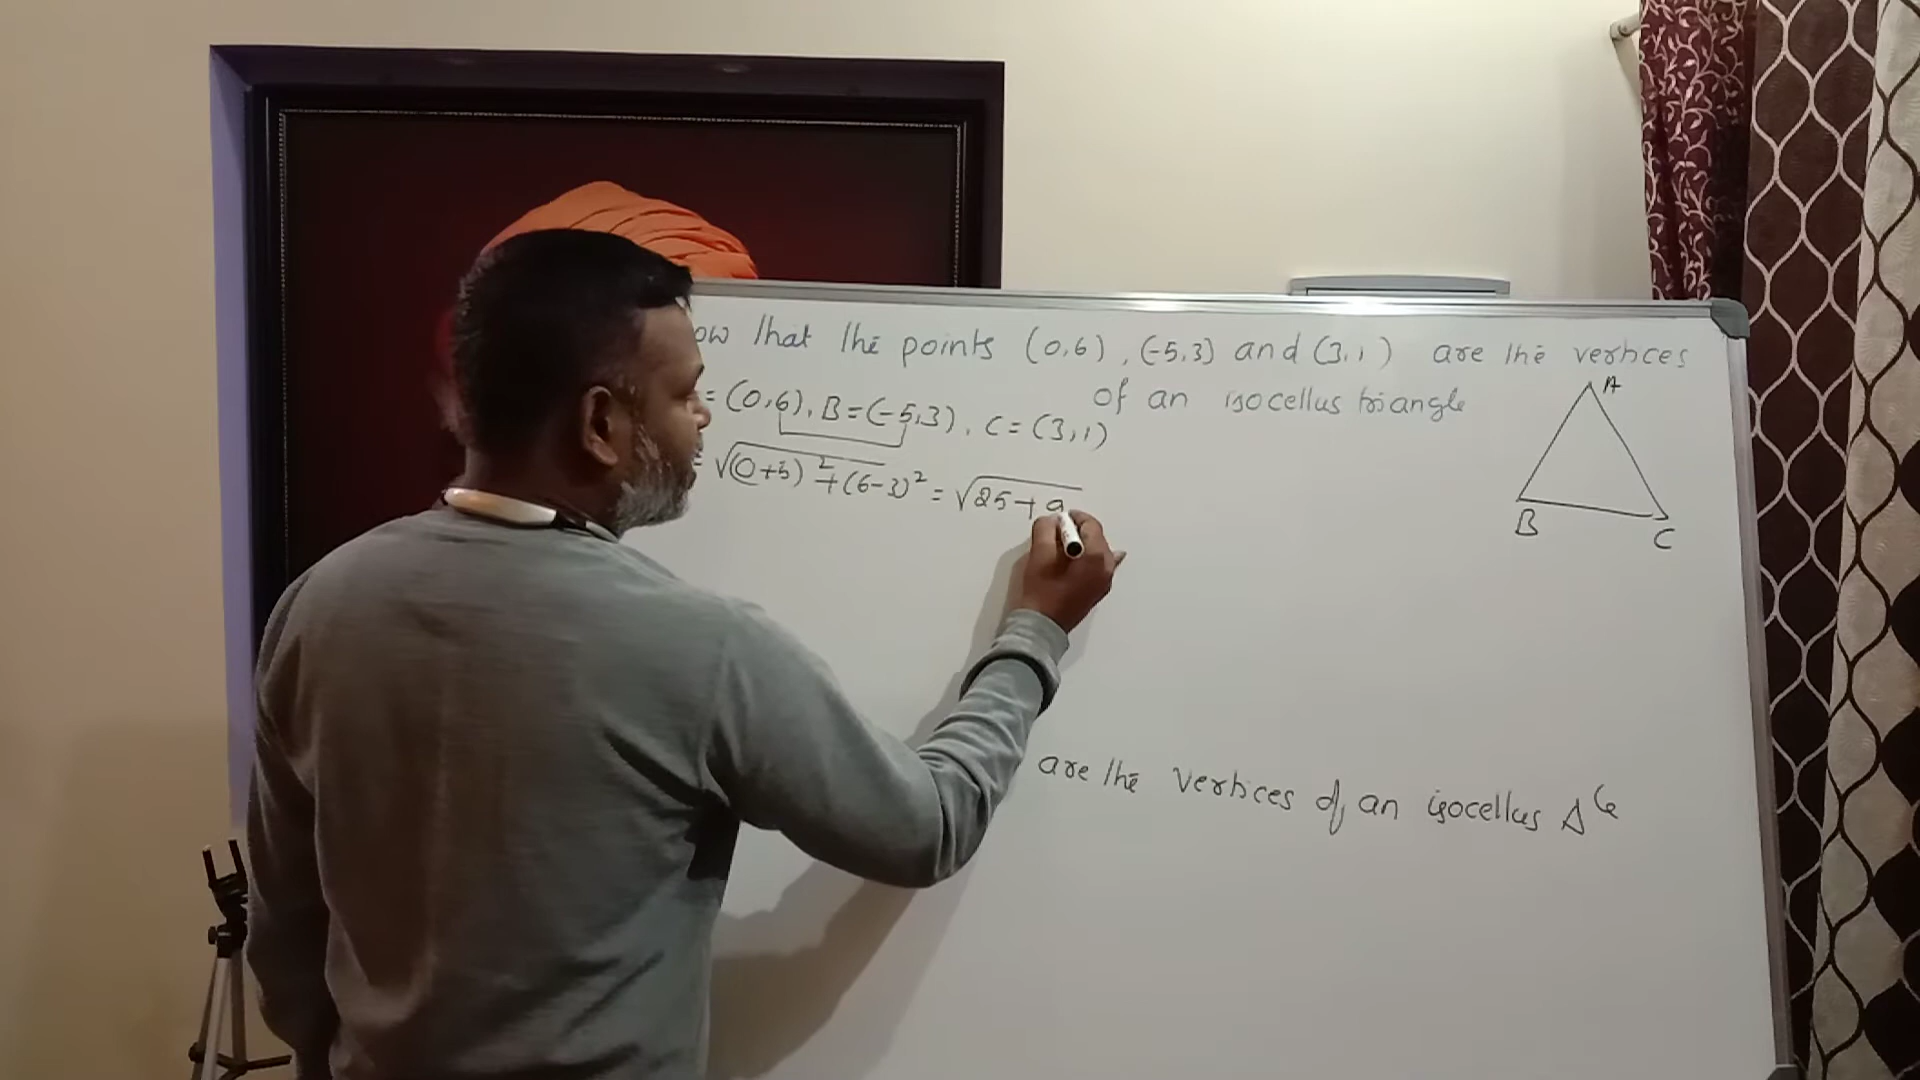 ow that the points (0,6), (-5,3) and (3,1) are the vertices
of an isocellus triangle
= (0,6), B=(-5,3), C=(3,1)
= √(0+5)²+(6-3)² = √25+9
A
B
C
are the vertices of an isocellus Δle